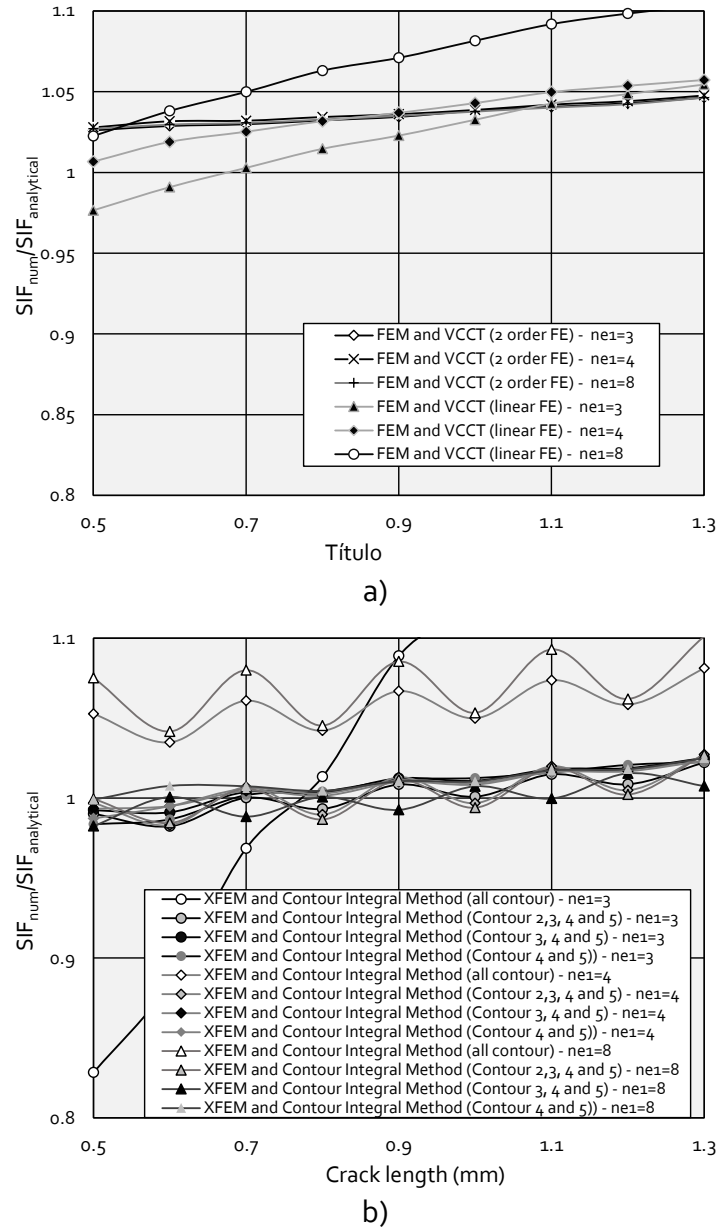 1.1
1.05
1
0.95
0.9
0.85
0.8
SIFnum/SIFanalytical
FEM and VCCT (2 order FE) - ne1=3
FEM and VCCT (2 order FE) - ne1=4
FEM and VCCT (2 order FE) - ne1=8
FEM and VCCT (linear FE) - ne1=3
FEM and VCCT (linear FE) - ne1=4
FEM and VCCT (linear FE) - ne1=8
0.5 0.7 0.9 1.1 1.3
Título
a)
1.1
1
0.9
0.8
SIFnum/SIFanalytical
XFEM and Contour Integral Method (all contour) - ne1=3
XFEM and Contour Integral Method (Contour 2,3, 4 and 5) - ne1=3
XFEM and Contour Integral Method (Contour 3, 4 and 5) - ne1=3
XFEM and Contour Integral Method (Contour 4 and 5)) - ne1=3
XFEM and Contour Integral Method (all contour) - ne1=4
XFEM and Contour Integral Method (Contour 2,3, 4 and 5) - ne1=4
XFEM and Contour Integral Method (Contour 3, 4 and 5) - ne1=4
XFEM and Contour Integral Method (Contour 4 and 5)) - ne1=4
XFEM and Contour Integral Method (all contour) - ne1=8
XFEM and Contour Integral Method (Contour 2,3, 4 and 5) - ne1=8
XFEM and Contour Integral Method (Contour 3, 4 and 5) - ne1=8
XFEM and Contour Integral Method (Contour 4 and 5)) - ne1=8
0.5 0.7 0.9 1.1 1.3
Crack length (mm)
b)